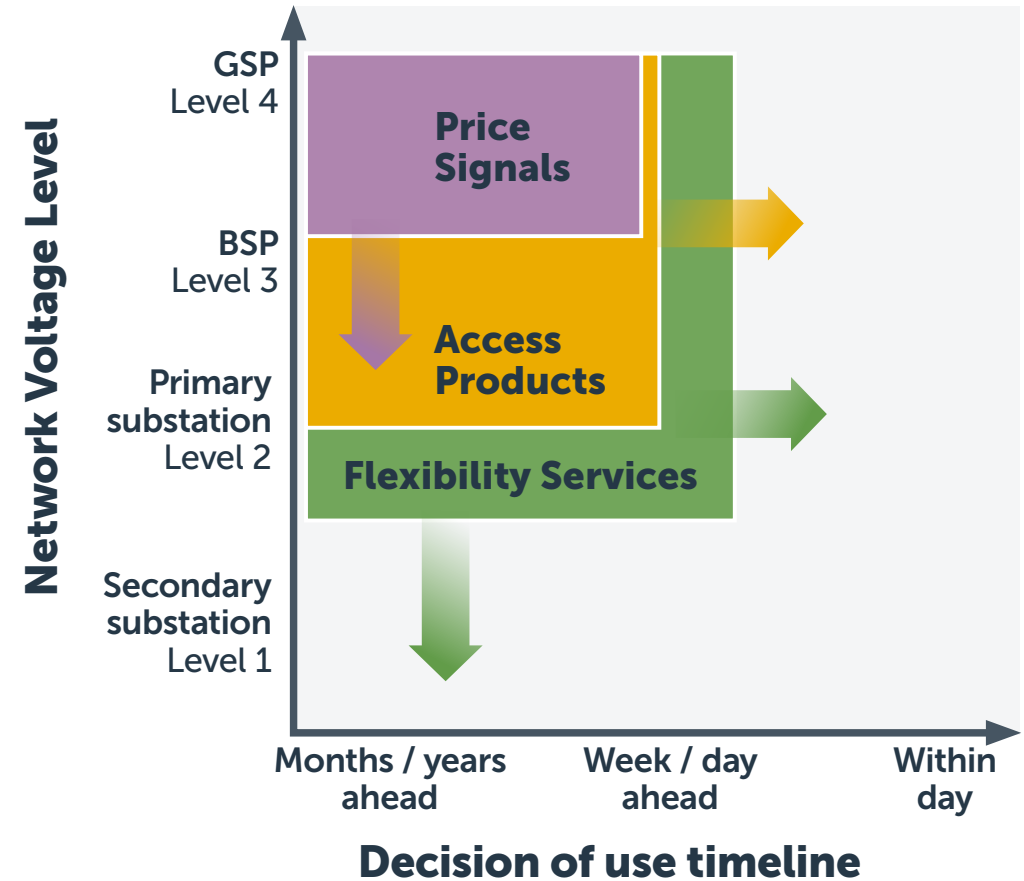 Network Voltage Level
GSP
Level 4
BSP
Level 3
Primary
substation
Level 2
Secondary
substation
Level 1
Price
Signals
Access
Products
Flexibility Services
Months / years
ahead
Week / day
ahead
Within
day
Decision of use timeline